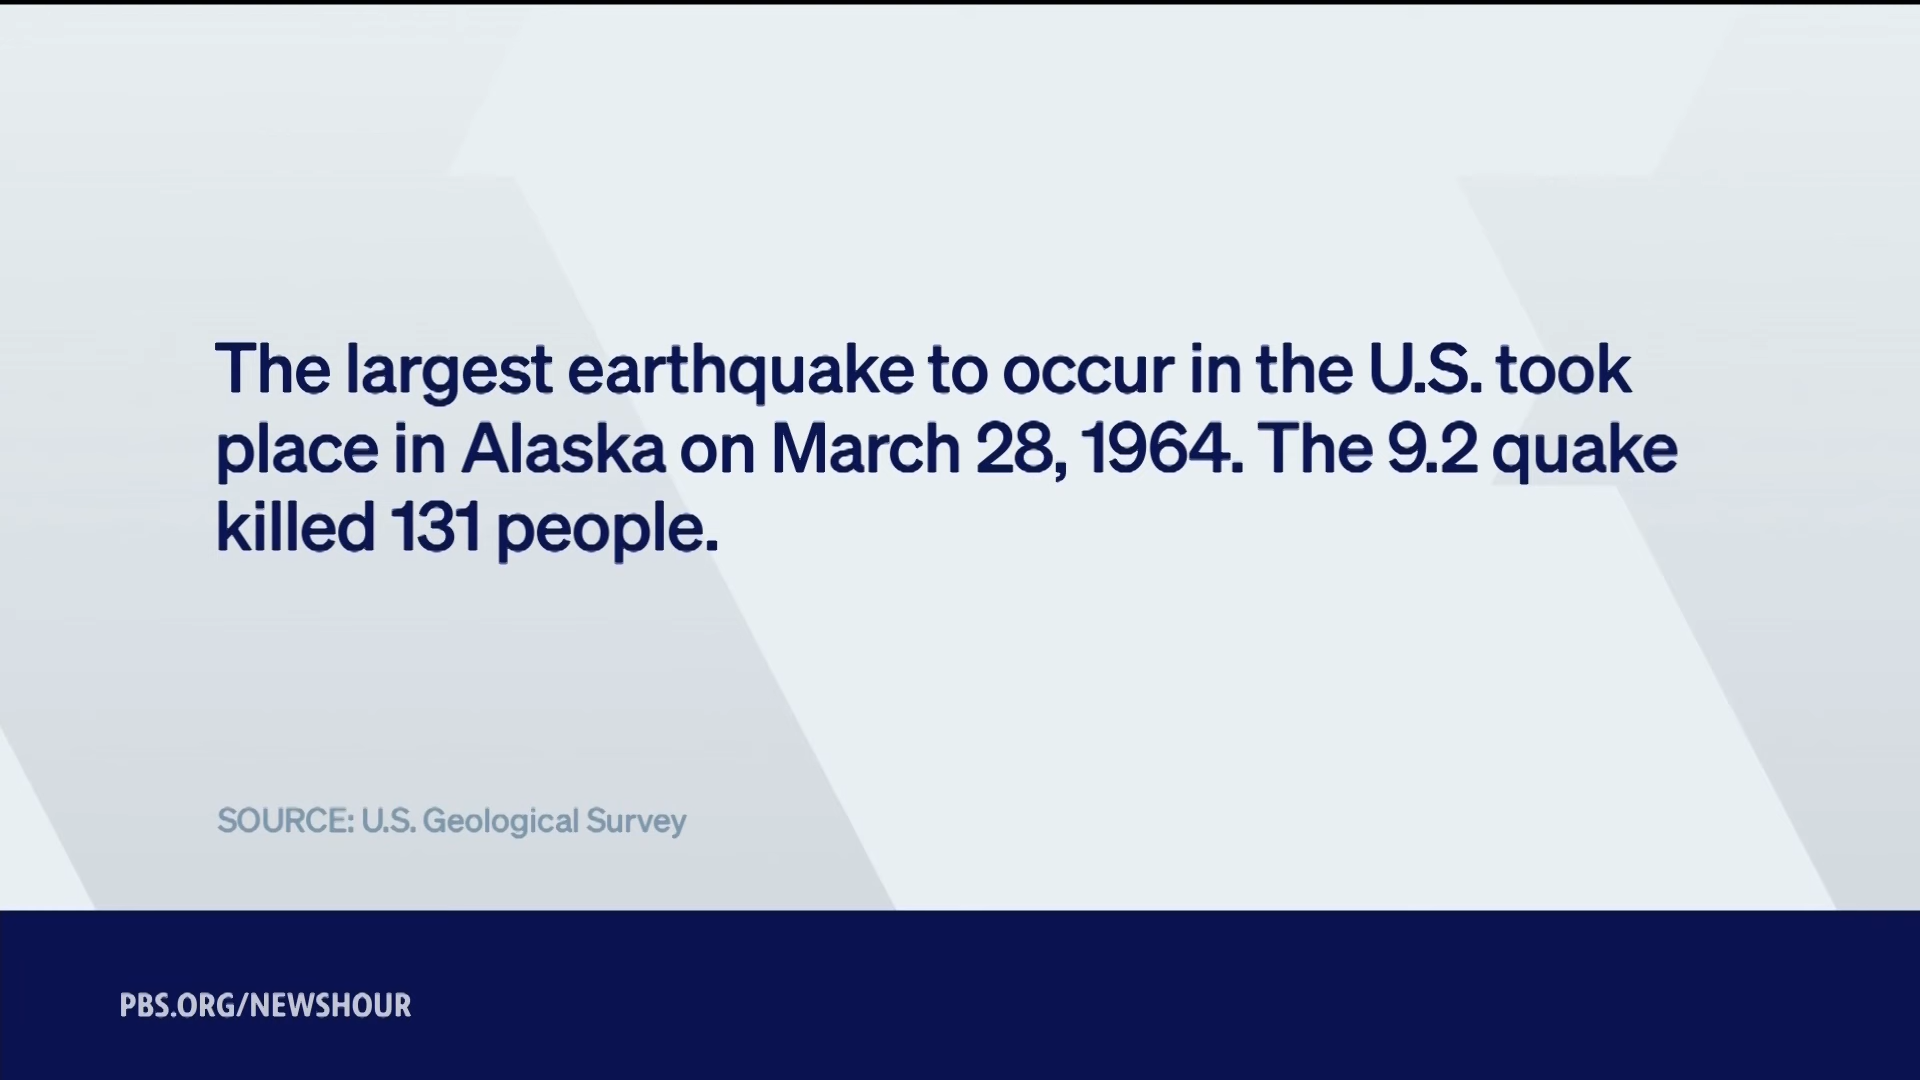 The largest earthquake to occur in the U.S. took
place in Alaska on March 28, 1964. The 9.2 quake
killed 131 people.
SOURCE: U.S. Geological Survey
PBS.ORG/NEWSHOUR